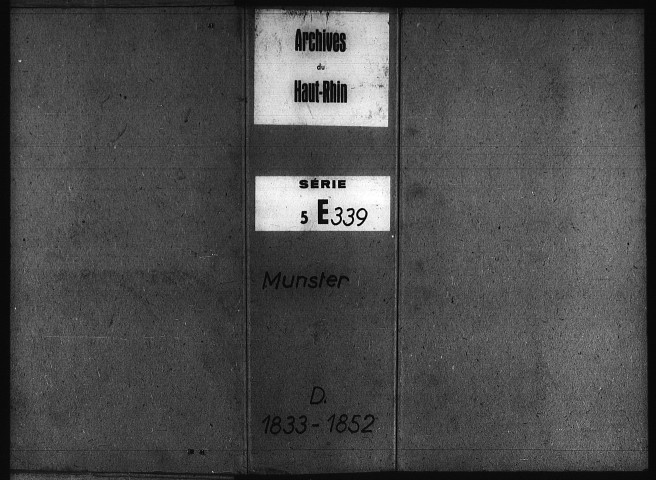 Archives
du
Haut-Rhin
SÉRIE
5 E 339
Munster
D.
1833 - 1852